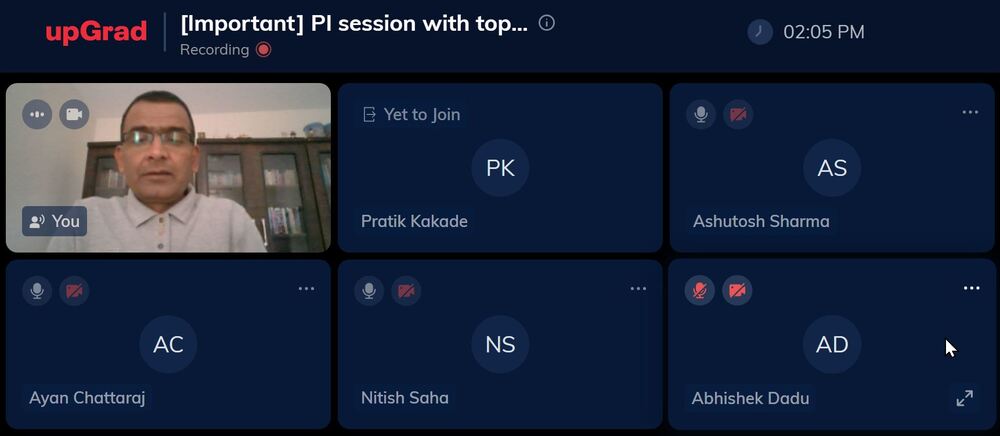 upGrad
[Important] PI session with top...
Recording
02:05 PM
You
Yet to Join
PK
Pratik Kakade
AS
Ashutosh Sharma
AC
Ayan Chattaraj
NS
Nitish Saha
AD
Abhishek Dadu